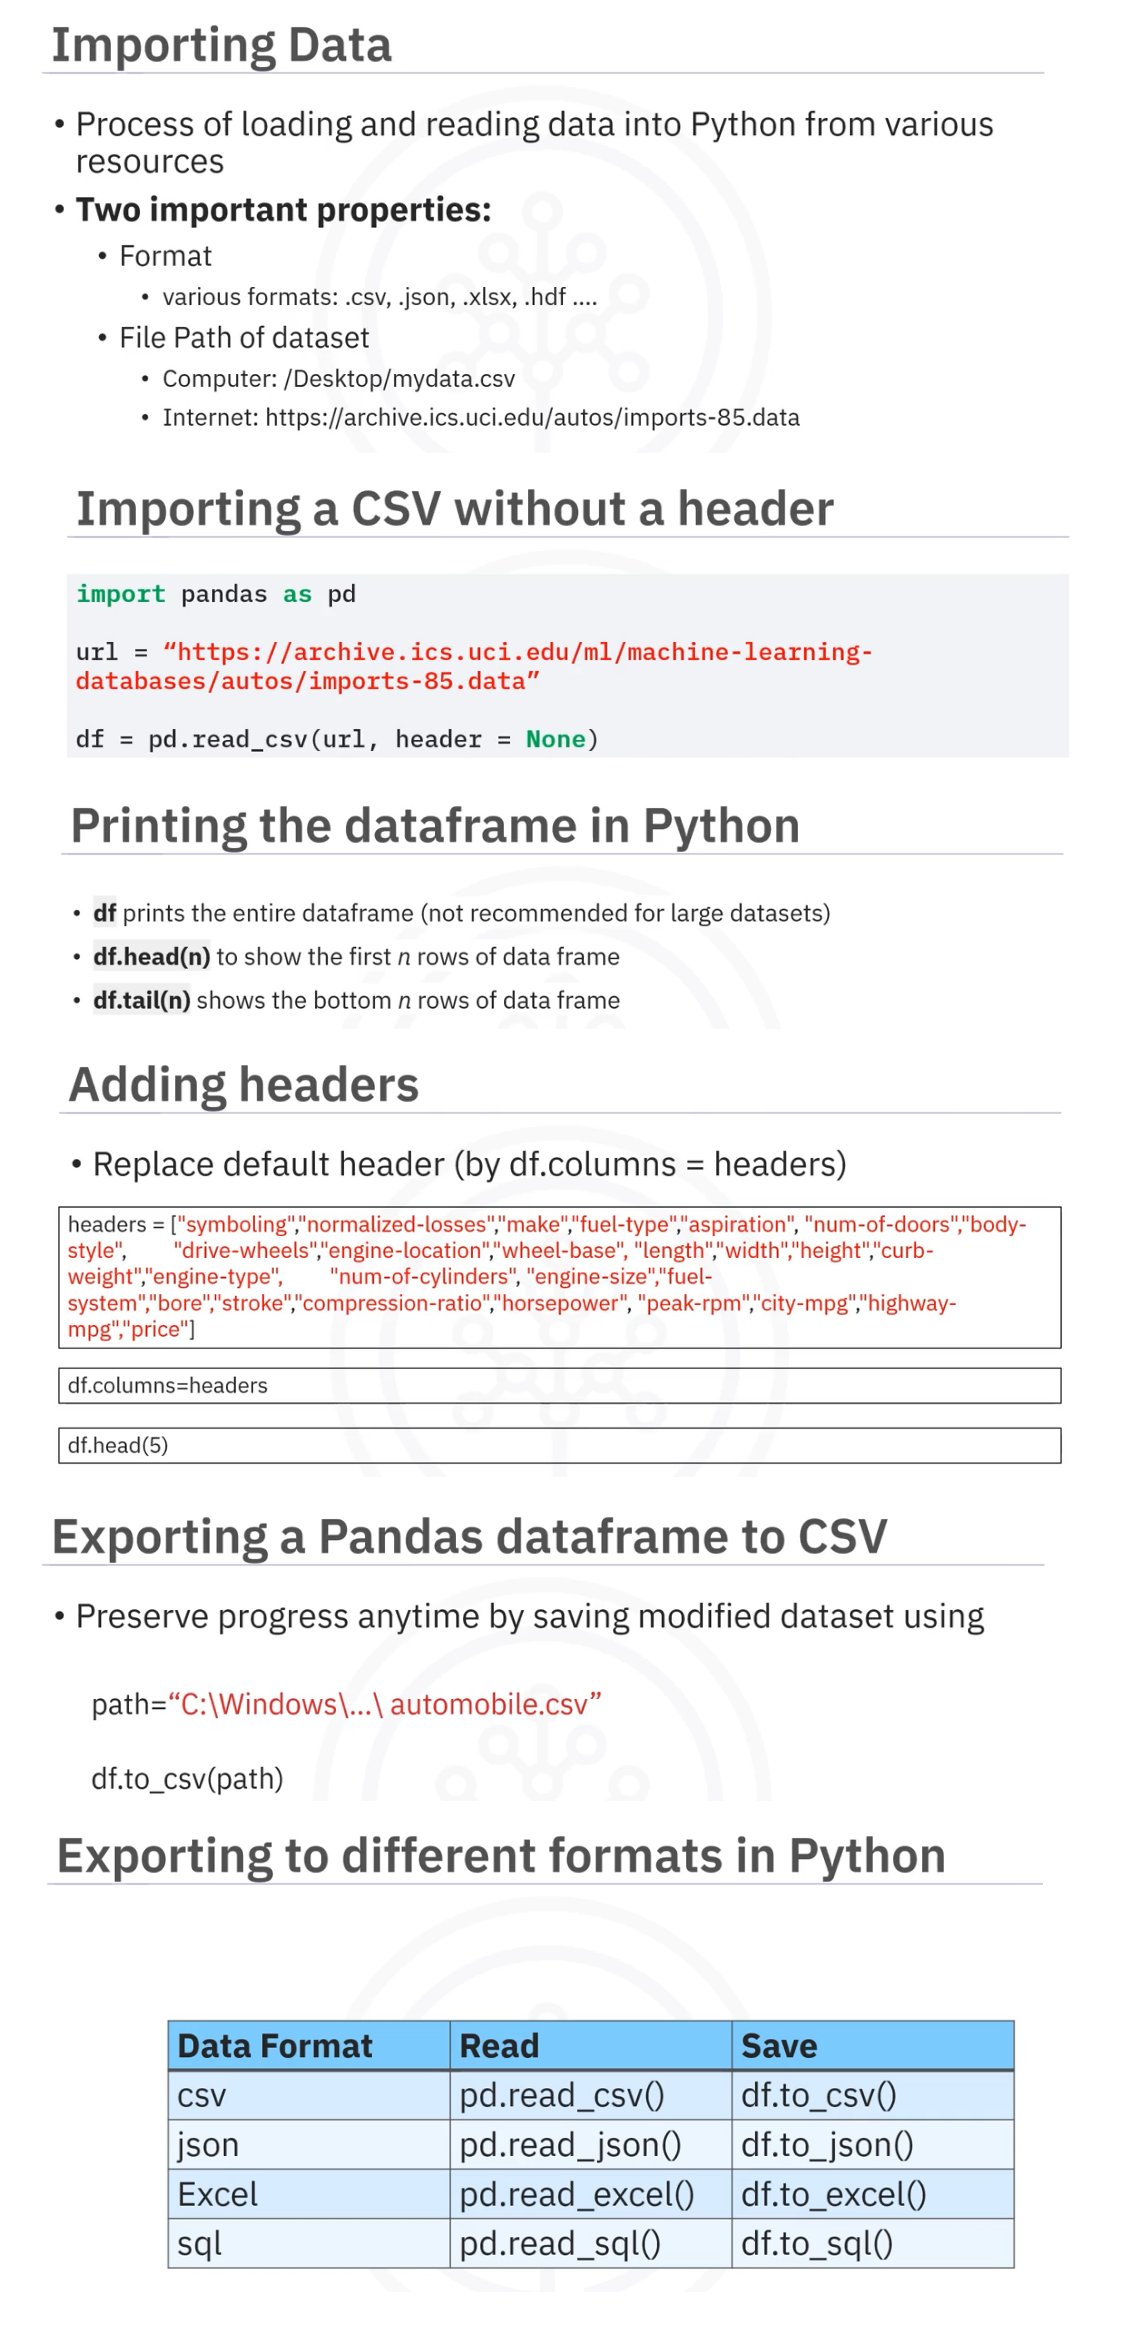 Importing Data
• Process of loading and reading data into Python from various
resources
• Two important properties:
• Format
• various formats: .csv, .json, .xlsx, .hdf ....
• File Path of dataset
• Computer: /Desktop/mydata.csv
• Internet: https://archive.ics.uci.edu/autos/imports-85.data
Importing a CSV without a header
import pandas as pd
url = “https://archive.ics.uci.edu/ml/machine-learning-
databases/autos/imports-85.data”
df = pd.read_csv(url, header = None)
Printing the dataframe in Python
• df prints the entire dataframe (not recommended for large datasets)
• df.head(n) to show the first n rows of data frame
• df.tail(n) shows the bottom n rows of data frame
Adding headers
• Replace default header (by df.columns = headers)
headers = ["symboling","normalized-losses","make","fuel-type","aspiration", "num-of-doors","body-
style", "drive-wheels","engine-location","wheel-base", "length","width","height","curb-
weight","engine-type", "num-of-cylinders", "engine-size","fuel-
system","bore","stroke","compression-ratio","horsepower", "peak-rpm","city-mpg","highway-
mpg","price"]
df.columns=headers
df.head(5)
Exporting a Pandas dataframe to CSV
• Preserve progress anytime by saving modified dataset using
path=“C:\Windows\...\ automobile.csv”
df.to_csv(path)
Exporting to different formats in Python
Data Format Read Save
csv pd.read_csv() df.to_csv()
json pd.read_json() df.to_json()
Excel pd.read_excel() df.to_excel()
sql pd.read_sql() df.to_sql()